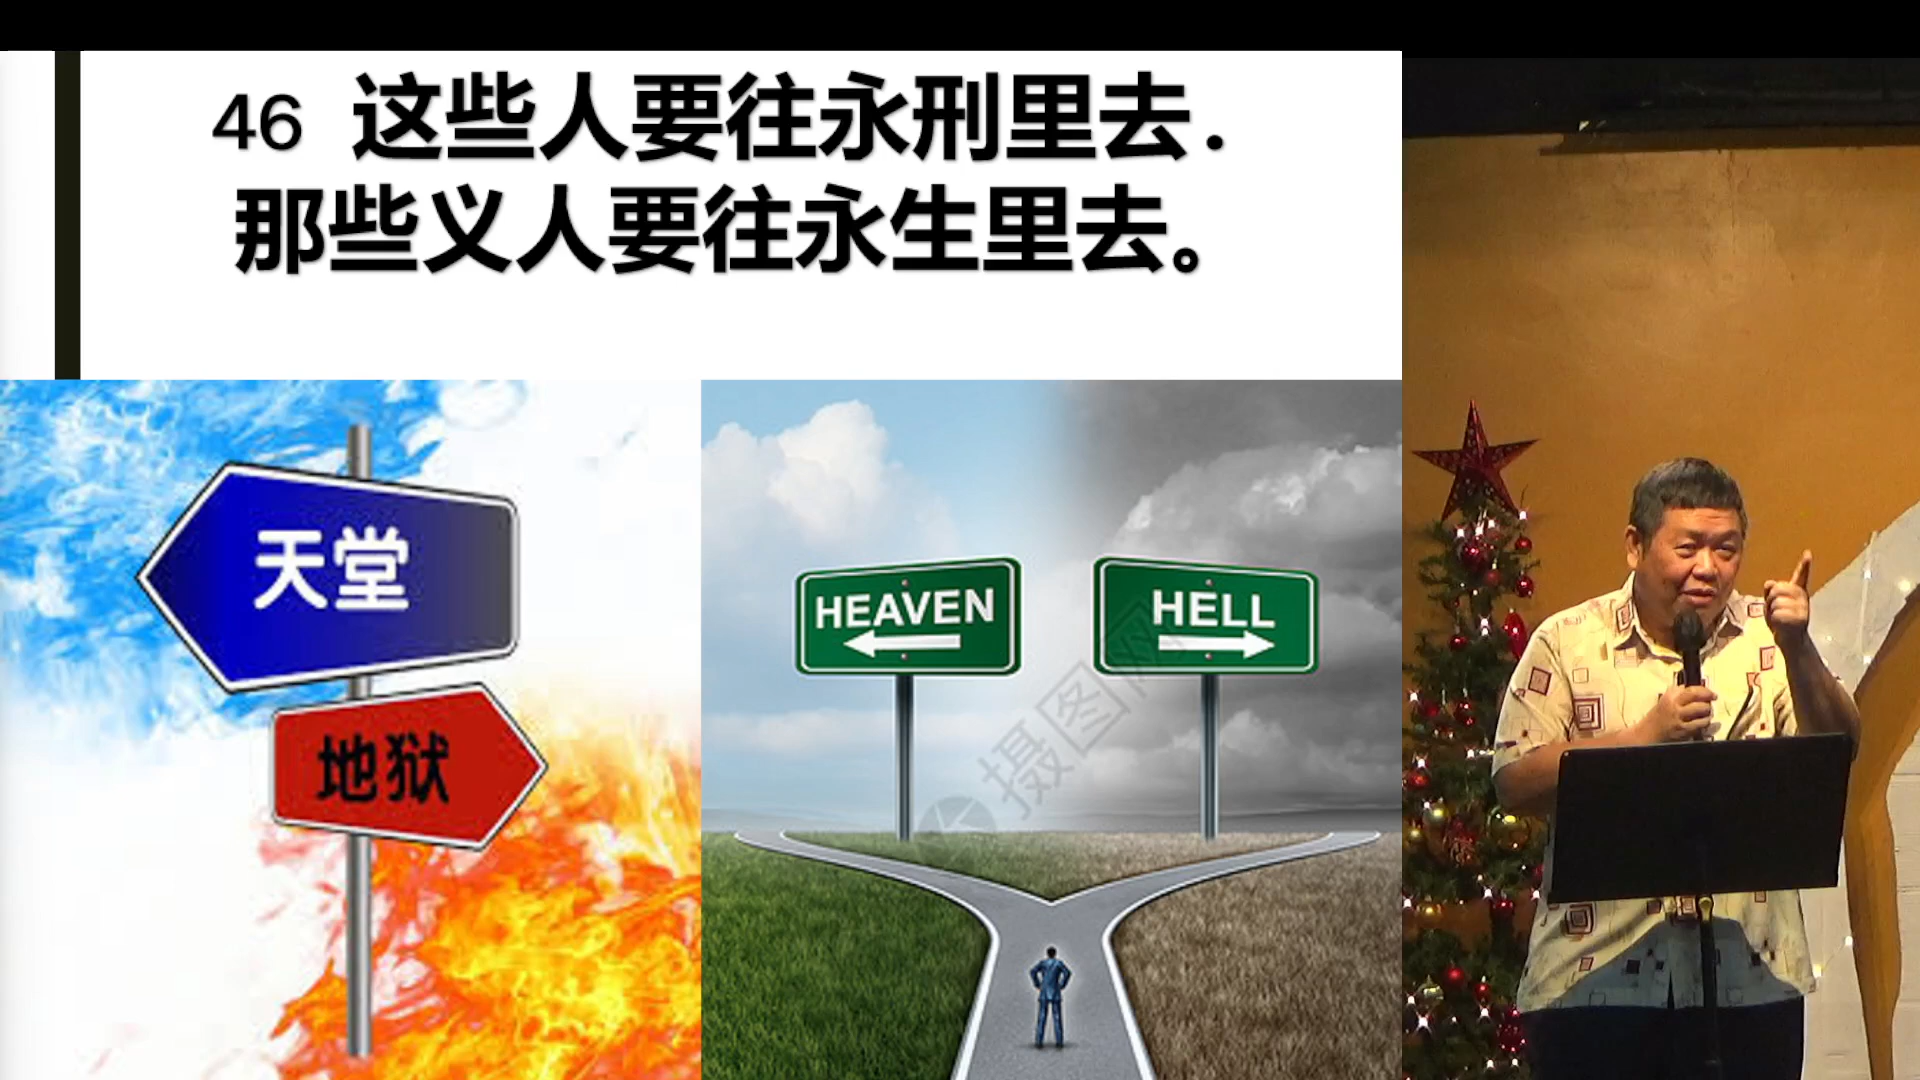 46 这些人要往永刑里去.
那些义人要往永生里去。
天堂
地狱
HEAVEN
HELL
摄图网